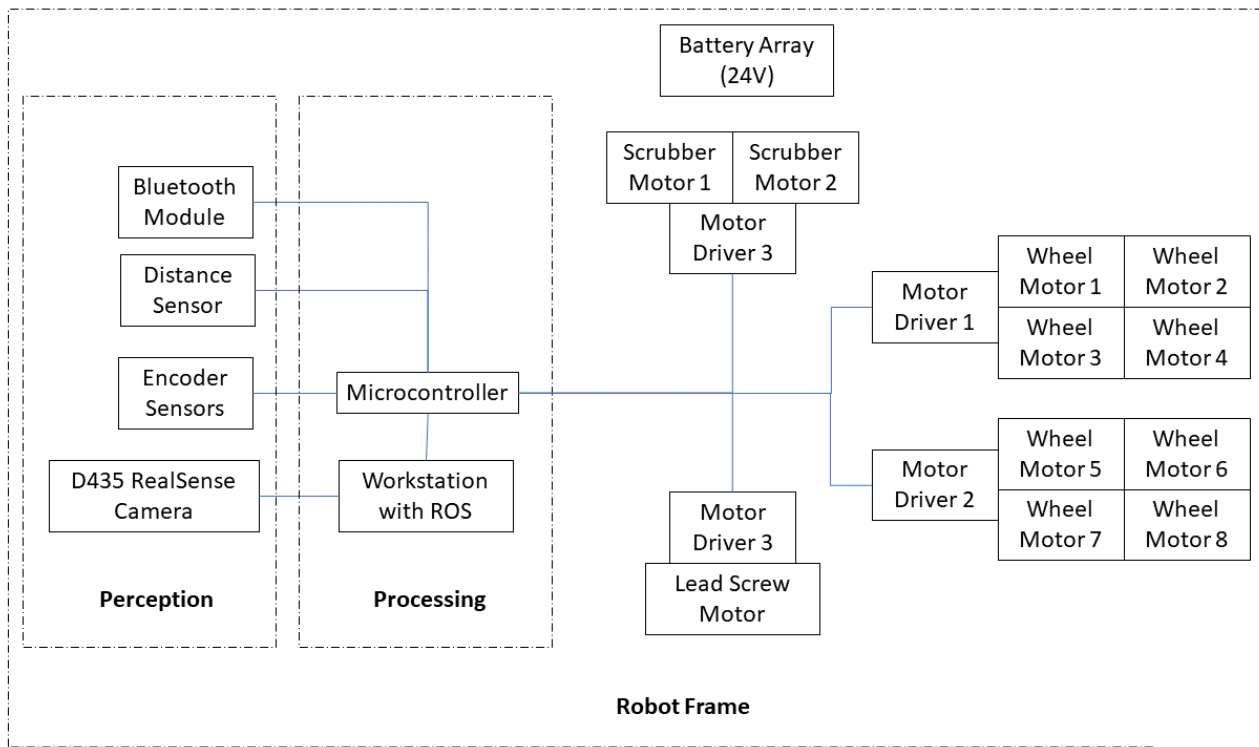 Battery Array
(24V)
Scrubber
Motor 1
Scrubber
Motor 2
Motor
Driver 3
Bluetooth
Module
Distance
Sensor
Encoder
Sensors
D435 RealSense
Camera
Perception
Microcontroller
Workstation
with ROS
Processing
Motor
Driver 1
Wheel
Motor 1
Wheel
Motor 2
Wheel
Motor 3
Wheel
Motor 4
Motor
Driver 2
Wheel
Motor 5
Wheel
Motor 6
Wheel
Motor 7
Wheel
Motor 8
Motor
Driver 3
Lead Screw
Motor
Robot Frame